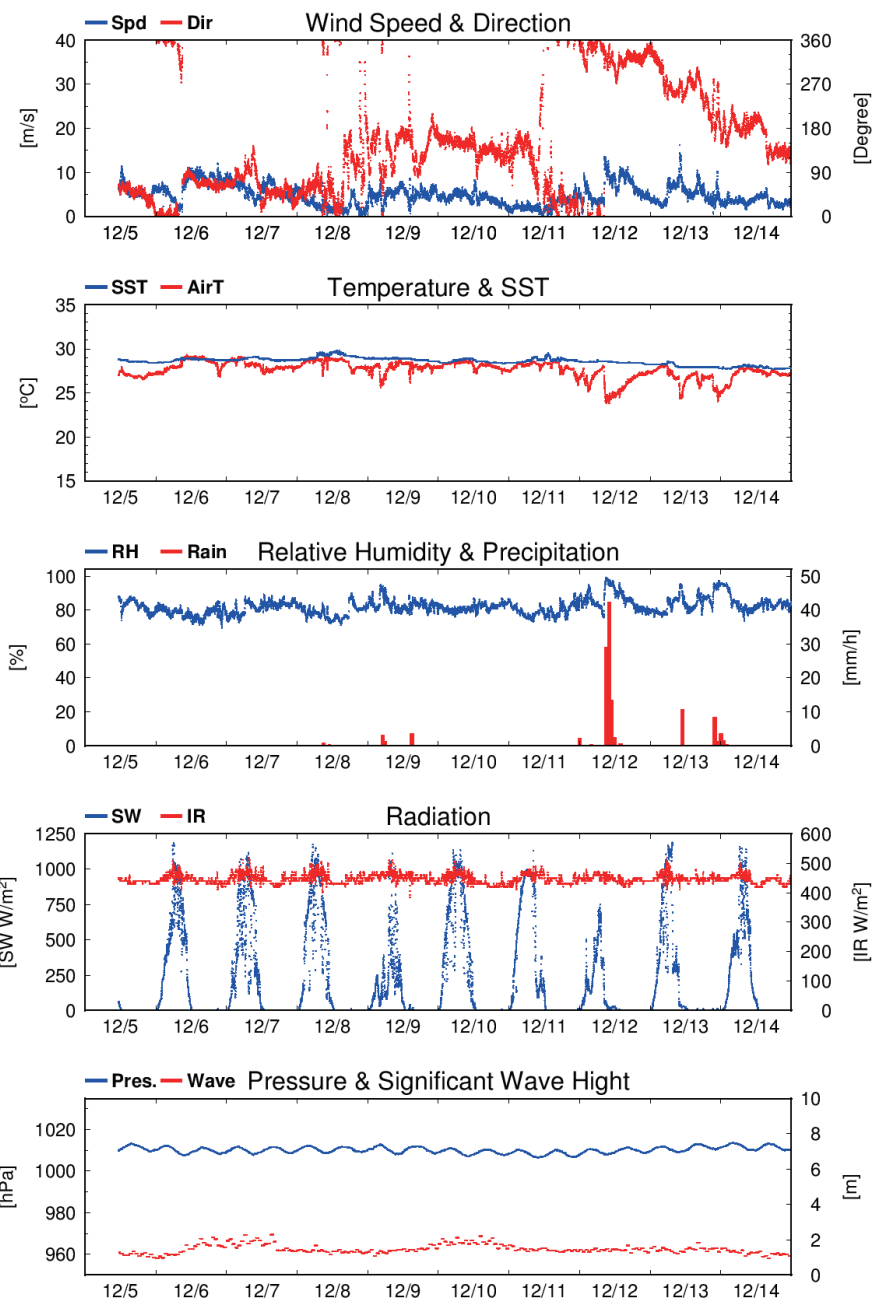 Spd Dir Wind Speed & Direction
40 360
30 270
20 180
10 90
0 0
[m/s] [Degree]
12/5 12/6 12/7 12/8 12/9 12/10 12/11 12/12 12/13 12/14
SST AirT Temperature & SST
35
30
25
20
15
[ºC]
12/5 12/6 12/7 12/8 12/9 12/10 12/11 12/12 12/13 12/14
RH Rain Relative Humidity & Precipitation
100 50
80 40
60 30
40 20
20 10
0 0
[%] [mm/h]
12/5 12/6 12/7 12/8 12/9 12/10 12/11 12/12 12/13 12/14
SW IR Radiation
1250 600
1000 500
750 400
500 300
250 200
0 100
0
[SW W/m²] [IR W/m²]
12/5 12/6 12/7 12/8 12/9 12/10 12/11 12/12 12/13 12/14
Pres. Wave Pressure & Significant Wave Hight
1020 10
1000 8
980 6
960 4
2
0
[hPa] [m]
12/5 12/6 12/7 12/8 12/9 12/10 12/11 12/12 12/13 12/14